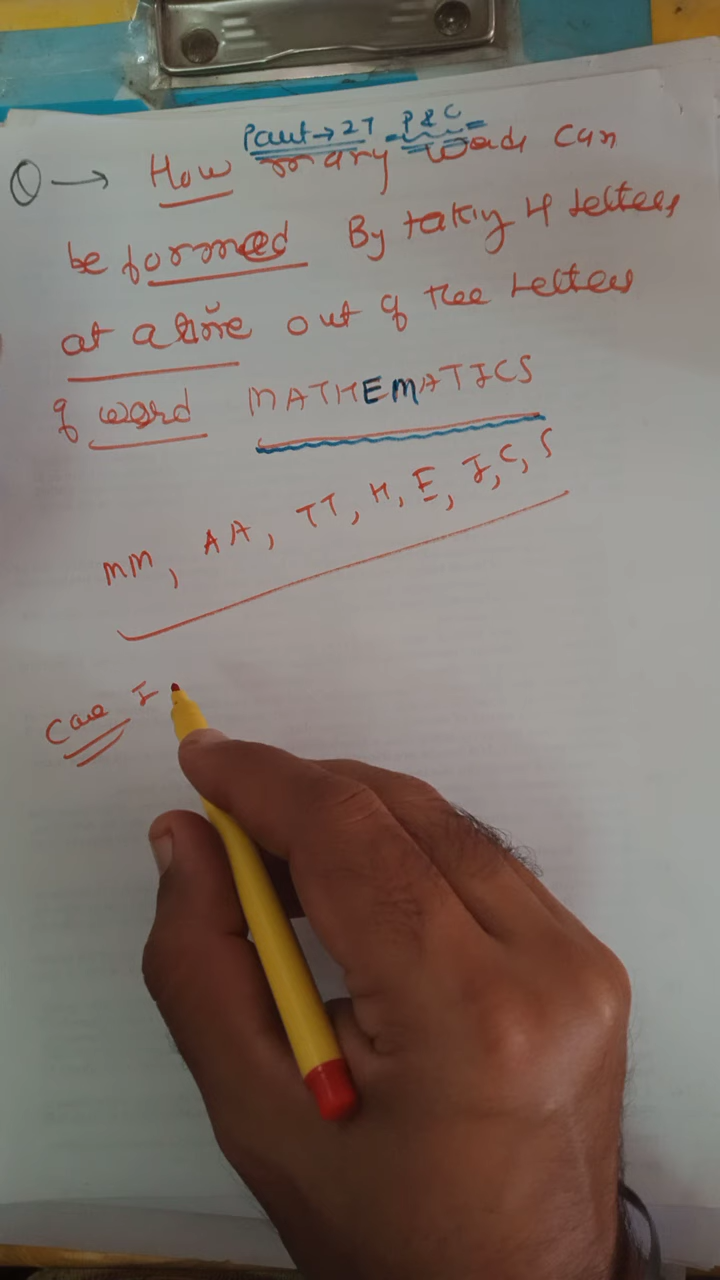 Part → 27 P & C
Q → How many words can
be formed By taking 4 letters
at a time out of the letters
of word MATHEMATICS
MM, AA, TT, H, E, I, C, S
Case I